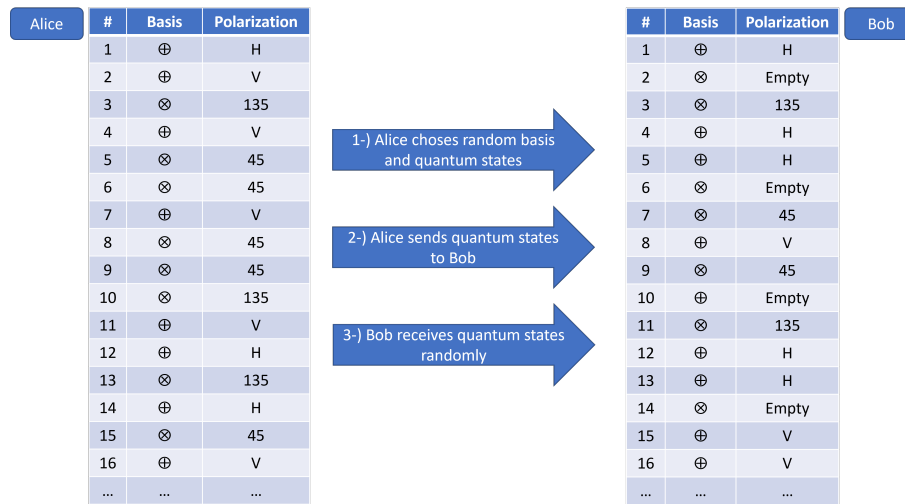 Alice
# Basis Polarization
1 ⊕ H
2 ⊕ V
3 ⊗ 135
4 ⊕ V
5 ⊗ 45
6 ⊗ 45
7 ⊕ V
8 ⊗ 45
9 ⊗ 45
10 ⊗ 135
11 ⊕ V
12 ⊕ H
13 ⊗ 135
14 ⊕ H
15 ⊗ 45
16 ⊕ V
... ... ...
1-) Alice choses random basis
and quantum states
2-) Alice sends quantum states
to Bob
3-) Bob receives quantum states
randomly
# Basis Polarization
1 ⊕ H
2 ⊗ Empty
3 ⊗ 135
4 ⊕ H
5 ⊕ H
6 ⊗ Empty
7 ⊗ 45
8 ⊕ V
9 ⊗ 45
10 ⊕ Empty
11 ⊗ 135
12 ⊕ H
13 ⊕ H
14 ⊗ Empty
15 ⊕ V
16 ⊕ V
... ... ...
Bob